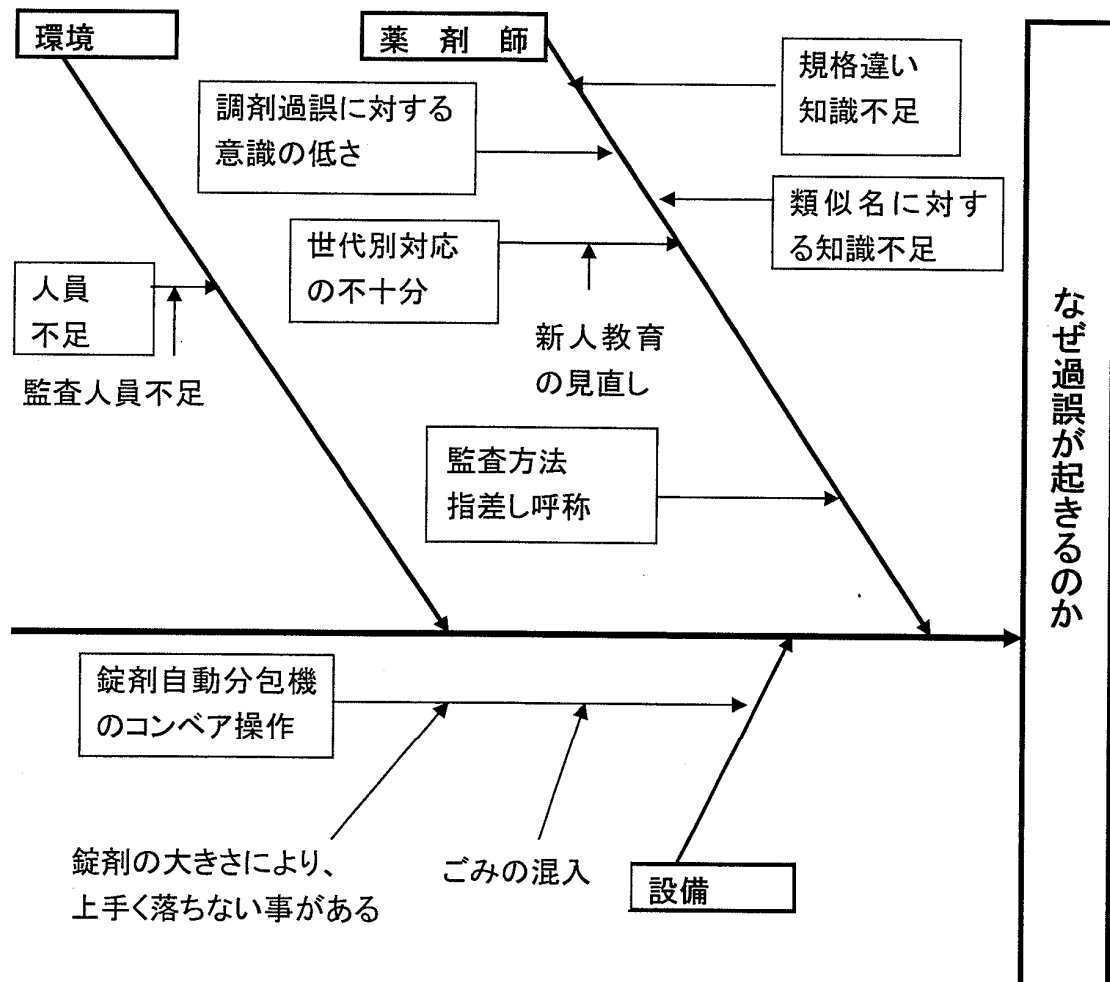 環境
薬剤師
規格違い
知識不足
調剤過誤に対する
意識の低さ
類似名に対す
る知識不足
世代別対応
の不十分
人員
不足
新人教育
の見直し
監査人員不足
監査方法
指差し呼称
なぜ過誤が起きるのか
錠剤自動分包機
のコンベア操作
錠剤の大きさにより、
上手く落ちない事がある
ごみの混入
設備